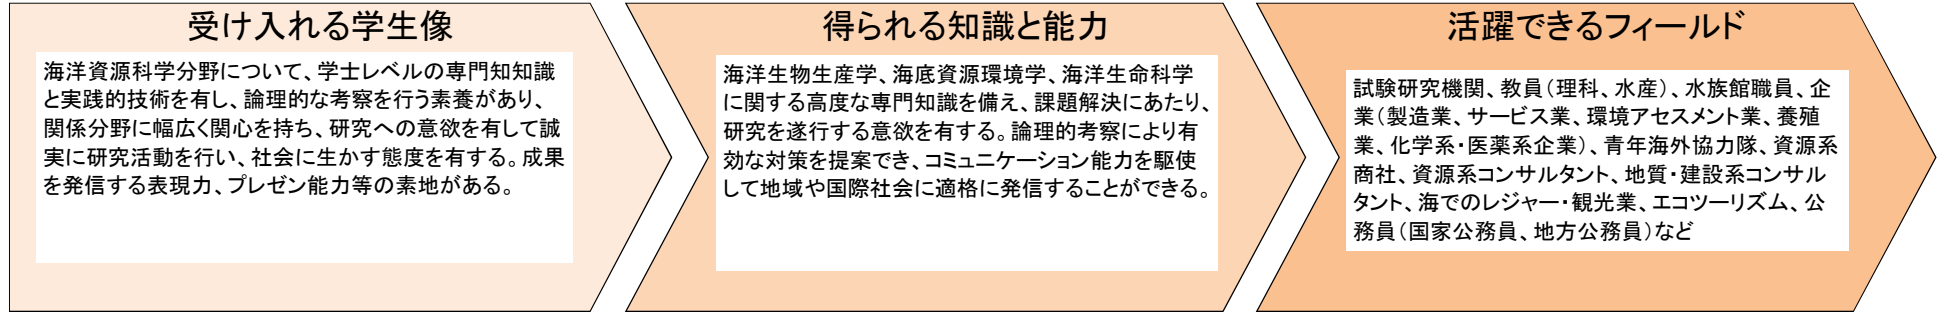 受け入れる学生像
海洋資源科学分野について、学士レベルの専門知知識
と実践的技術を有し、論理的な考察を行う素養があり、
関係分野に幅広く関心を持ち、研究への意欲を有して誠
実に研究活動を行い、社会に生かす態度を有する。成果
を発信する表現力、プレゼン能力等の素地がある。
得られる知識と能力
海洋生物生産学、海底資源環境学、海洋生命科学
に関する高度な専門知識を備え、課題解決にあたり、
研究を遂行する意欲を有する。論理的考察により有
効な対策を提案でき、コミュニケーション能力を駆使
して地域や国際社会に適格に発信することができる。
活躍できるフィールド
試験研究機関、教員（理科、水産）、水族館職員、企
業（製造業、サービス業、環境アセスメント業、養殖
業、化学系・医薬系企業）、青年海外協力隊、資源系
商社、資源系コンサルタント、地質・建設系コンサル
タント、海でのレジャー・観光業、エコツーリズム、公
務員（国家公務員、地方公務員）など